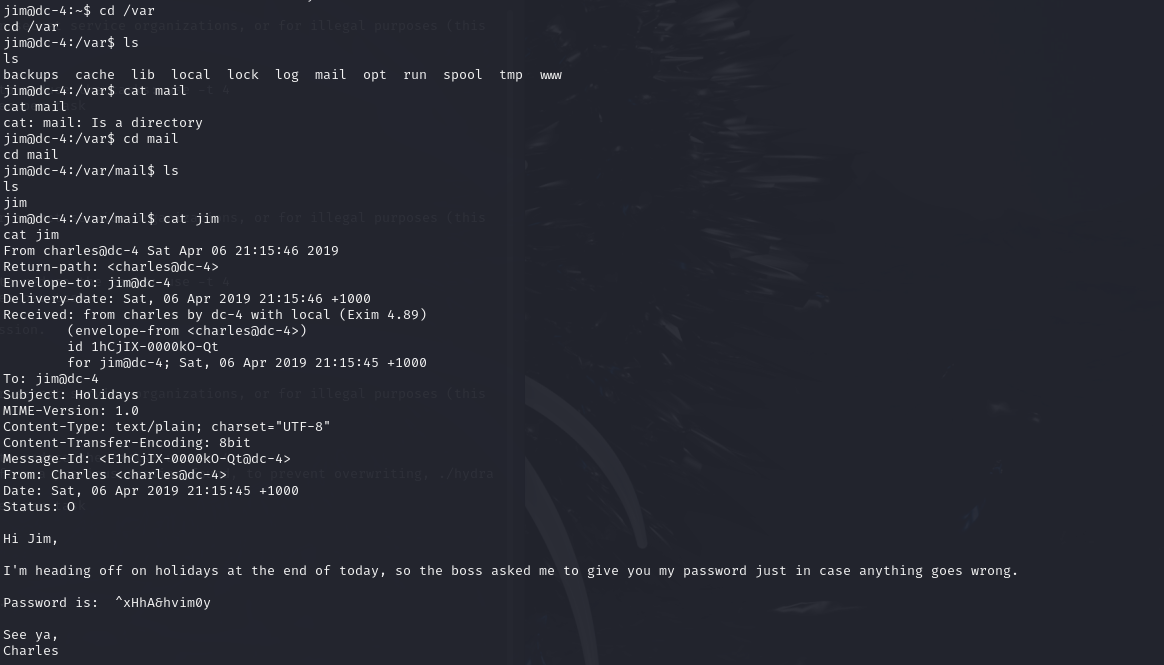 jim@dc-4:~$ cd /var
cd /var
jim@dc-4:/var$ ls
ls
backups  cache  lib  local  lock  log  mail  opt  run  spool  tmp  www
jim@dc-4:/var$ cat mail
cat mail
cat: mail: Is a directory
jim@dc-4:/var$ cd mail
cd mail
jim@dc-4:/var/mail$ ls
ls
jim
jim@dc-4:/var/mail$ cat jim
cat jim
From charles@dc-4 Sat Apr 06 21:15:46 2019
Return-path: <charles@dc-4>
Envelope-to: jim@dc-4
Delivery-date: Sat, 06 Apr 2019 21:15:46 +1000
Received: from charles by dc-4 with local (Exim 4.89)
        (envelope-from <charles@dc-4>)
        id 1hCjIX-0000kO-Qt
        for jim@dc-4; Sat, 06 Apr 2019 21:15:45 +1000
To: jim@dc-4
Subject: Holidays
MIME-Version: 1.0
Content-Type: text/plain; charset="UTF-8"
Content-Transfer-Encoding: 8bit
Message-Id: <E1hCjIX-0000kO-Qt@dc-4>
From: Charles <charles@dc-4>
Date: Sat, 06 Apr 2019 21:15:45 +1000
Status: O

Hi Jim,

I'm heading off on holidays at the end of today, so the boss asked me to give you my password just in case anything goes wrong.

Password is:  ^xHhA&hvim0y

See ya,
Charles